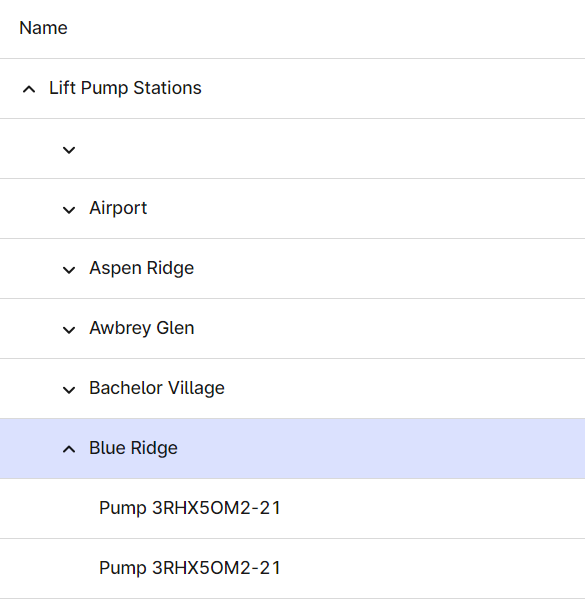 Name
Lift Pump Stations
Airport
Aspen Ridge
Awbrey Glen
Bachelor Village
Blue Ridge
Pump 3RHX5OM2-21
Pump 3RHX5OM2-21